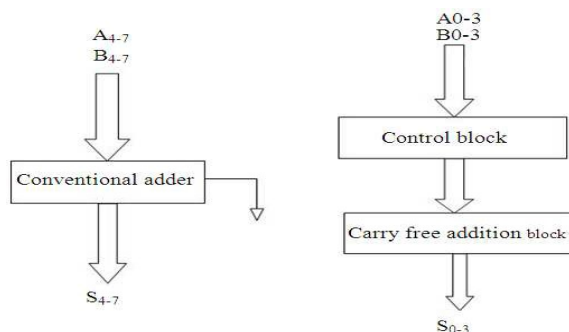 A4-7
B4-7
Conventional adder
S4-7
A0-3
B0-3
Control block
Carry free addition block
S0-3